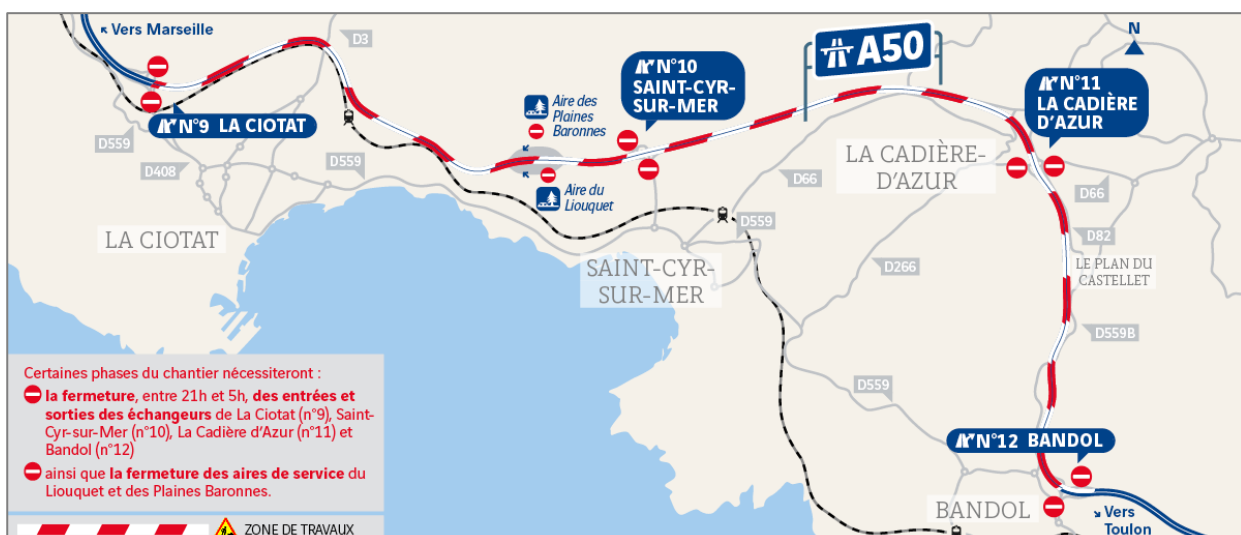 Vers Marseille
D3
A50
N
N°10
SAINT-CYR-
SUR-MER
N°11
LA CADIÈRE
D'AZUR
Aire des
Plaines
Baronnes
N°9 LA CIOTAT
D559
D408
D559
Aire du
Liouquet
LA CADIÈRE-
D'AZUR
D66
D66
D559
D82
LA CIOTAT
SAINT-CYR-
SUR-MER
D266
LE PLAN DU
CASTELLET
D559B
D559
Certaines phases du chantier nécessiteront :
la fermeture, entre 21h et 5h, des entrées et
sorties des échangeurs de La Ciotat (n°9), Saint-
Cyr-sur-Mer (n°10), La Cadière d'Azur (n°11) et
Bandol (n°12)
ainsi que la fermeture des aires de service du
Liouquet et des Plaines Baronnes.
N°12 BANDOL
BANDOL
Vers
Toulon
ZONE DE TRAVAUX